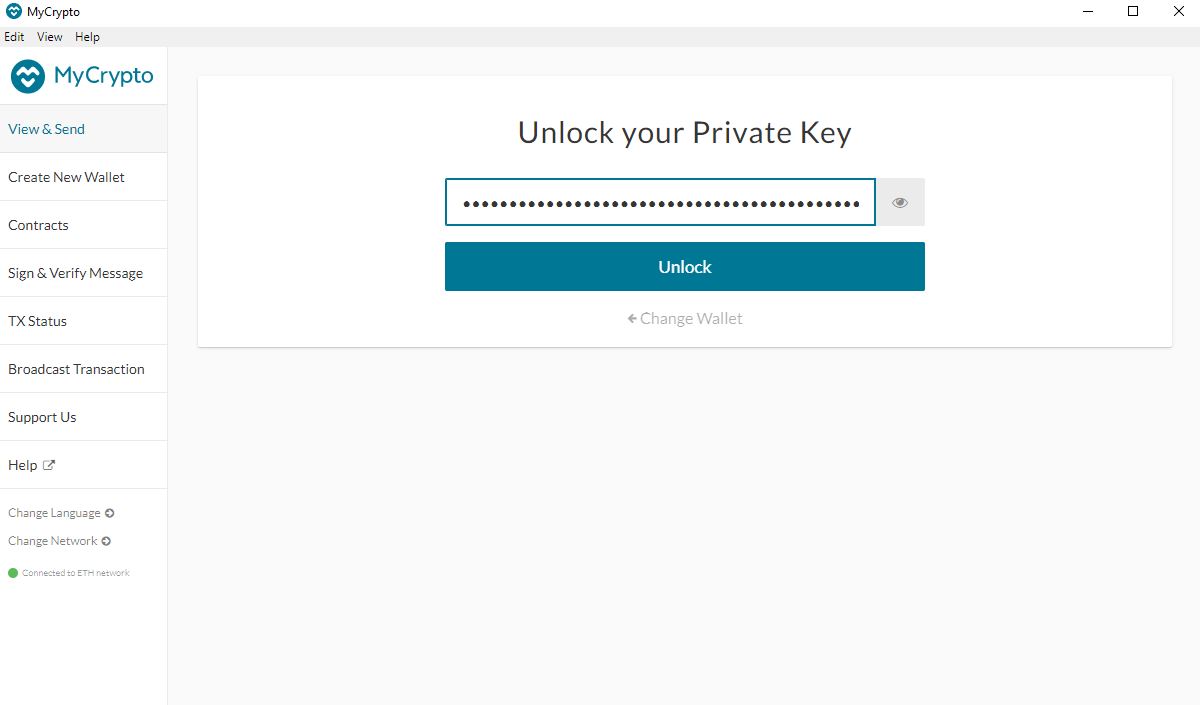 MyCrypto
Edit View Help
MyCrypto
View & Send
Create New Wallet
Contracts
Sign & Verify Message
TX Status
Broadcast Transaction
Support Us
Help
Change Language
Change Network
Connected to ETH network
Unlock your Private Key
Unlock
Change Wallet